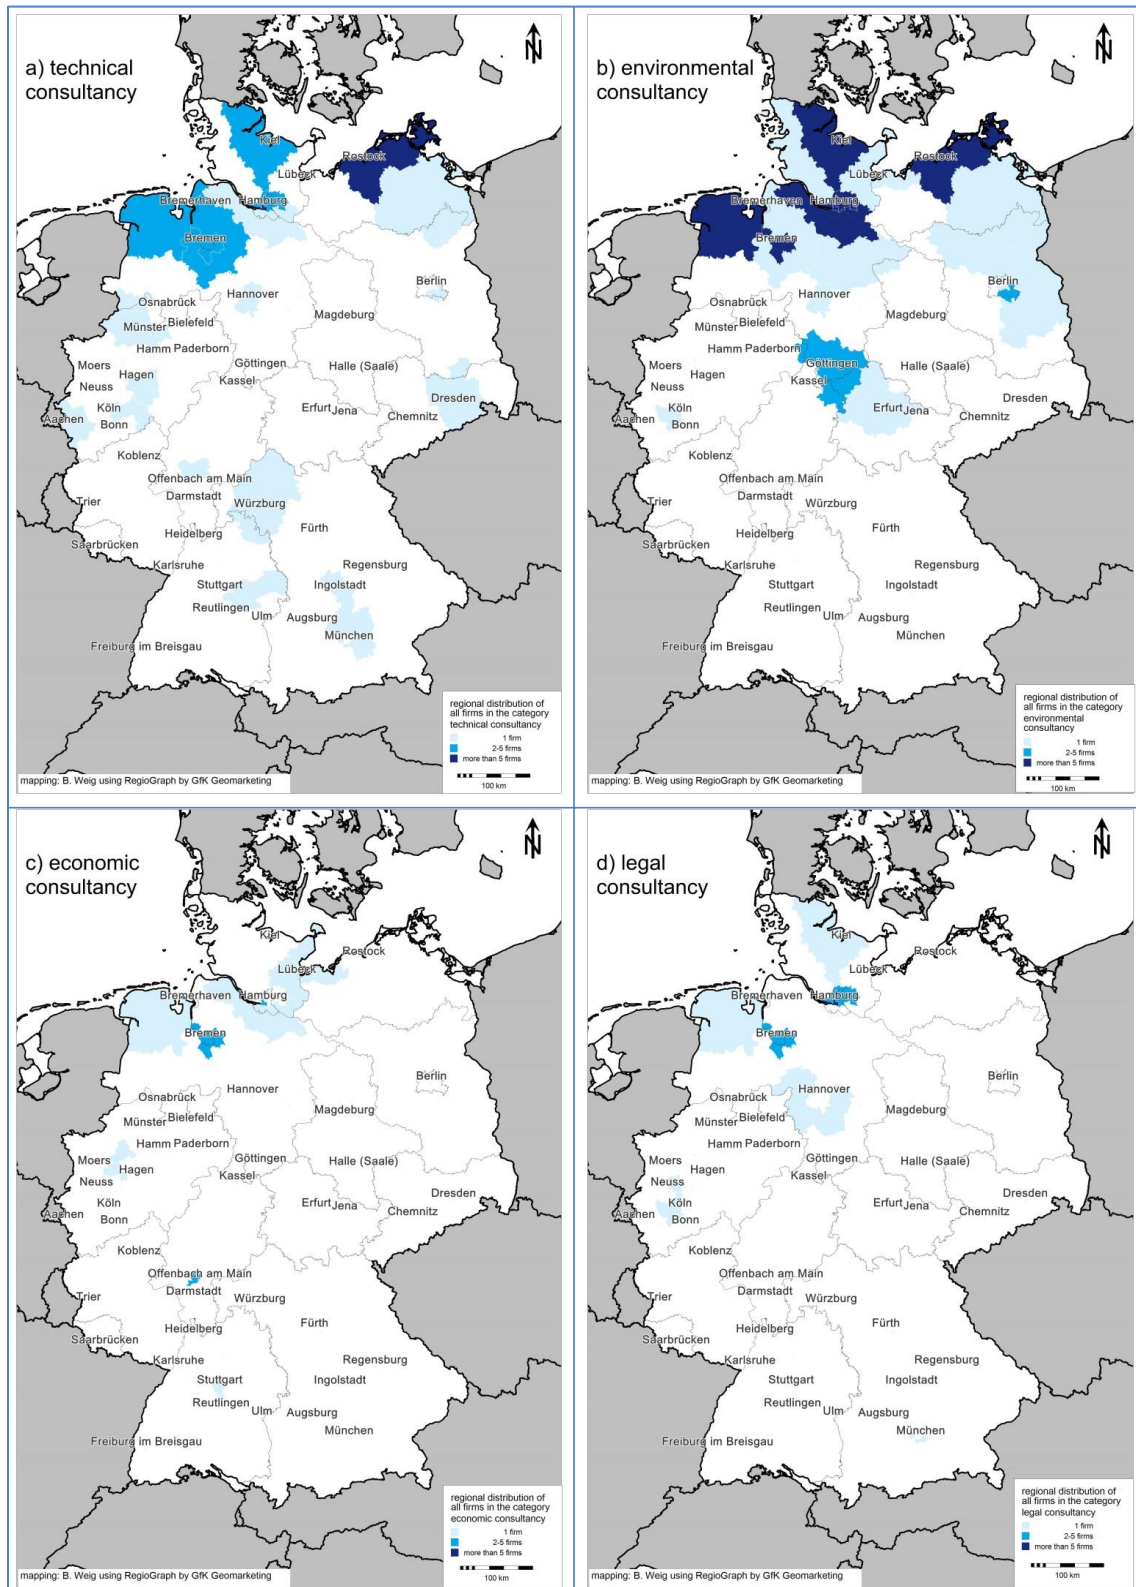 a) technical
consultancy
N
Kiel
Rostock
Lübeck
Bremerhaven
Hamburg
Bremen
Berlin
Hannover
Osnabrück
Magdeburg
Münster
Bielefeld
Hamm
Paderborn
Göttingen
Halle (Saale)
Moers
Hagen
Kassel
Neuss
Dresden
Köln
Erfurt
Jena
Chemnitz
Aachen
Bonn
Koblenz
Offenbach am Main
Darmstadt
Würzburg
Trier
Fürth
Heidelberg
Saarbrücken
Karlsruhe
Regensburg
Stuttgart
Ingolstadt
Reutlingen
Ulm
Augsburg
München
Freiburg im Breisgau
regional distribution of
all firms in the category
technical consultancy
1 firm
2-5 firms
more than 5 firms
100 km
mapping: B. Weig using RegioGraph by GfK Geomarketing
b) environmental
consultancy
N
Kiel
Rostock
Lübeck
Bremerhaven
Hamburg
Bremen
Berlin
Hannover
Osnabrück
Magdeburg
Münster
Bielefeld
Hamm
Paderborn
Göttingen
Halle (Saale)
Moers
Hagen
Kassel
Neuss
Dresden
Köln
Erfurt
Jena
Chemnitz
Aachen
Bonn
Koblenz
Offenbach am Main
Darmstadt
Würzburg
Trier
Fürth
Heidelberg
Saarbrücken
Karlsruhe
Regensburg
Stuttgart
Ingolstadt
Reutlingen
Ulm
Augsburg
München
Freiburg im Breisgau
regional distribution of
all firms in the category
environmental
consultancy
1 firm
2-5 firms
more than 5 firms
100 km
mapping: B. Weig using RegioGraph by GfK Geomarketing
c) economic
consultancy
N
Kiel
Rostock
Lübeck
Bremerhaven
Hamburg
Bremen
Berlin
Hannover
Osnabrück
Magdeburg
Münster
Bielefeld
Hamm
Paderborn
Göttingen
Halle (Saale)
Moers
Hagen
Kassel
Neuss
Dresden
Köln
Erfurt
Jena
Chemnitz
Aachen
Bonn
Koblenz
Offenbach am Main
Darmstadt
Würzburg
Trier
Fürth
Heidelberg
Saarbrücken
Karlsruhe
Regensburg
Stuttgart
Ingolstadt
Reutlingen
Ulm
Augsburg
München
Freiburg im Breisgau
regional distribution of
all firms in the category
economic consultancy
1 firm
2-5 firms
more than 5 firms
100 km
mapping: B. Weig using RegioGraph by GfK Geomarketing
d) legal
consultancy
N
Kiel
Rostock
Lübeck
Bremerhaven
Hamburg
Bremen
Berlin
Hannover
Osnabrück
Magdeburg
Münster
Bielefeld
Hamm
Paderborn
Göttingen
Halle (Saale)
Moers
Hagen
Kassel
Neuss
Dresden
Köln
Erfurt
Jena
Chemnitz
Aachen
Bonn
Koblenz
Offenbach am Main
Darmstadt
Würzburg
Trier
Fürth
Heidelberg
Saarbrücken
Karlsruhe
Regensburg
Stuttgart
Ingolstadt
Reutlingen
Ulm
Augsburg
München
Freiburg im Breisgau
regional distribution of
all firms in the category
legal consultancy
1 firm
2-5 firms
more than 5 firms
100 km
mapping: B. Weig using RegioGraph by GfK Geomarketing